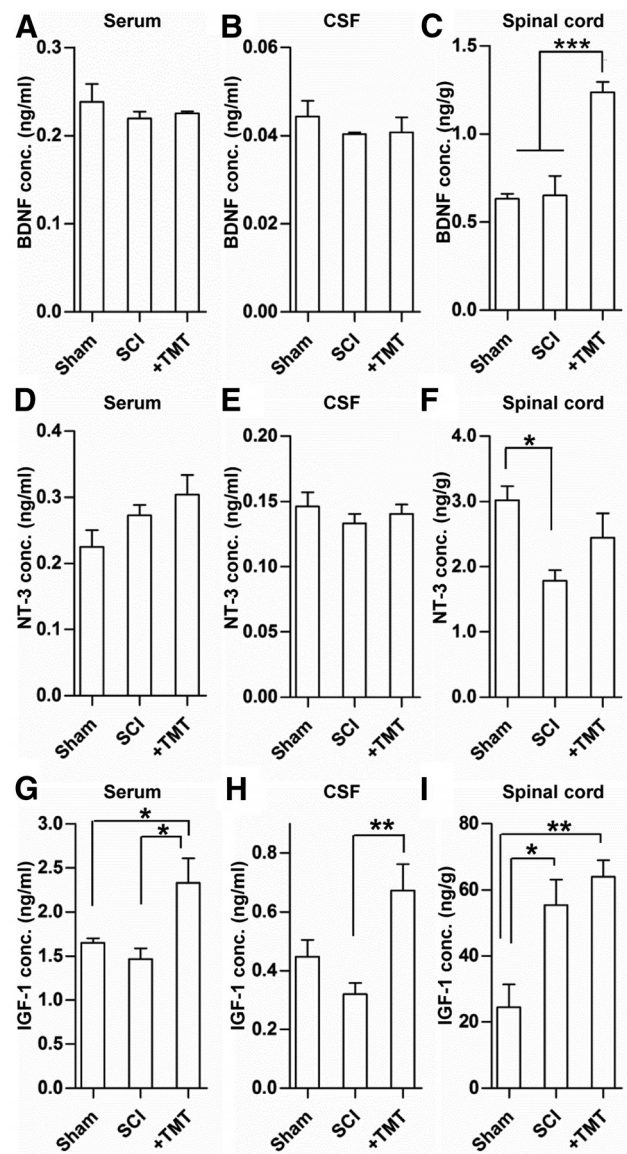 A
Serum
BDNF conc. (ng/ml)
0.3
0.2
0.1
0.0
Sham
SCI
+TMT
B
CSF
BDNF conc. (ng/ml)
0.06
0.04
0.02
0.00
Sham
SCI
+TMT
C
Spinal cord
BDNF conc. (ng/g)
1.5
1.0
0.5
0.0
***
Sham
SCI
+TMT
D
Serum
NT-3 conc. (ng/ml)
0.4
0.3
0.2
0.1
0.0
Sham
SCI
+TMT
E
CSF
NT-3 conc. (ng/ml)
0.20
0.15
0.10
0.05
0.00
Sham
SCI
+TMT
F
Spinal cord
NT-3 conc. (ng/g)
4.0
3.0
2.0
1.0
0.0
*
Sham
SCI
+TMT
G
Serum
IGF-1 conc. (ng/ml)
3.0
2.5
2.0
1.5
1.0
0.5
0.0
*
*
Sham
SCI
+TMT
H
CSF
IGF-1 conc. (ng/ml)
0.8
0.6
0.4
0.2
0.0
**
Sham
SCI
+TMT
I
Spinal cord
IGF-1 conc. (ng/g)
80
60
40
20
0
**
*
Sham
SCI
+TMT